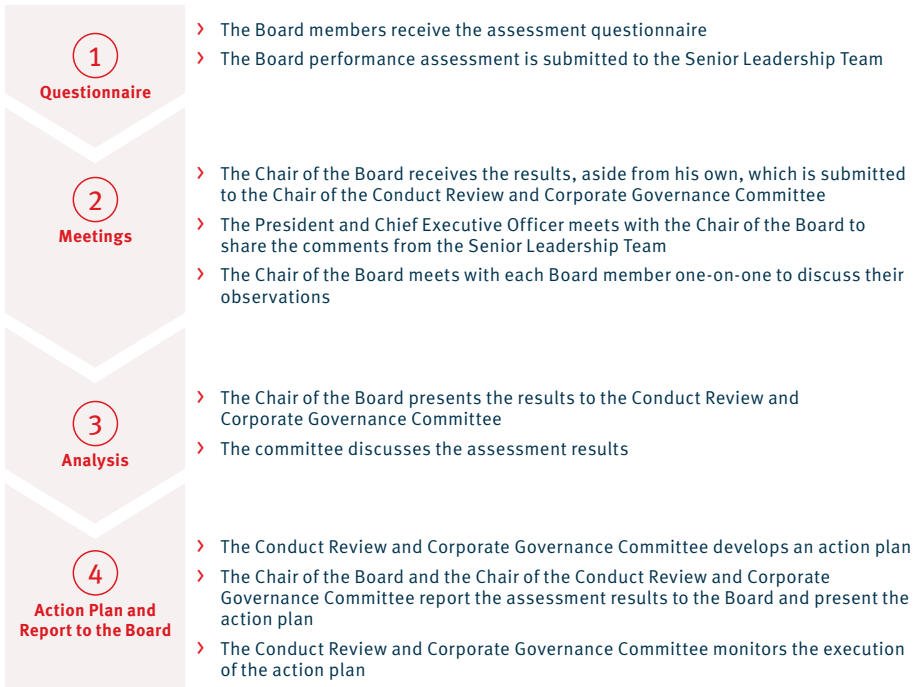 1
Questionnaire
› The Board members receive the assessment questionnaire
› The Board performance assessment is submitted to the Senior Leadership Team
2
Meetings
› The Chair of the Board receives the results, aside from his own, which is submitted
to the Chair of the Conduct Review and Corporate Governance Committee
› The President and Chief Executive Officer meets with the Chair of the Board to
share the comments from the Senior Leadership Team
› The Chair of the Board meets with each Board member one-on-one to discuss their
observations
3
Analysis
› The Chair of the Board presents the results to the Conduct Review and
Corporate Governance Committee
› The committee discusses the assessment results
4
Action Plan and
Report to the Board
› The Conduct Review and Corporate Governance Committee develops an action plan
› The Chair of the Board and the Chair of the Conduct Review and Corporate
Governance Committee report the assessment results to the Board and present the
action plan
› The Conduct Review and Corporate Governance Committee monitors the execution
of the action plan